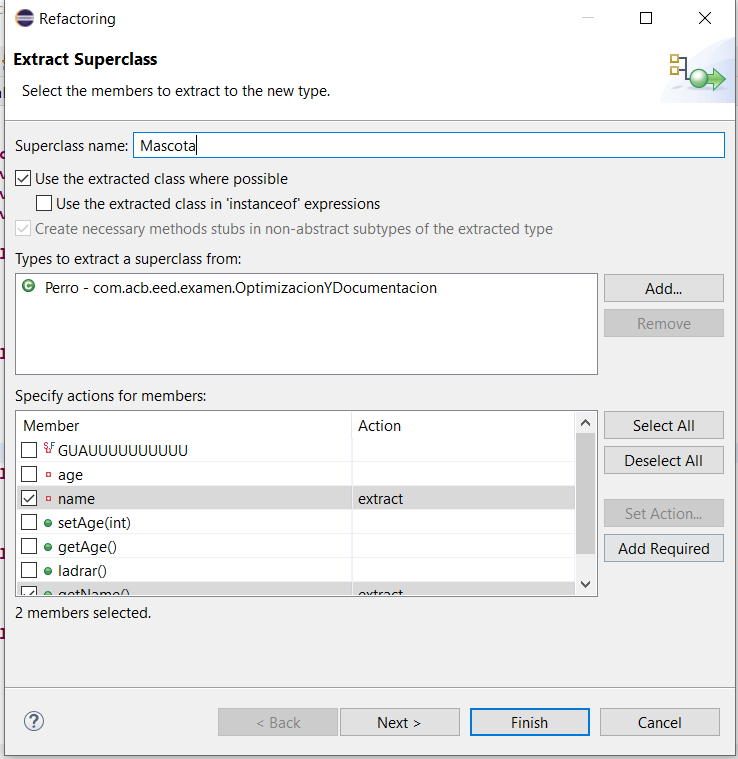 Refactoring
Extract Superclass
Select the members to extract to the new type.
Superclass name: Mascota
Use the extracted class where possible
Use the extracted class in 'instanceof' expressions
Create necessary methods stubs in non-abstract subtypes of the extracted type
Types to extract a superclass from:
Perro - com.acb.eed.examen.OptimizacionYDocumentacion
Add...
Remove
Specify actions for members:
Member Action
Select All
GUAUUUUUUUUUU
Deselect All
age
name extract
setAge(int)
Set Action...
getAge()
Add Required
ladrar()
getName() extract
2 members selected.
< Back Next > Finish Cancel